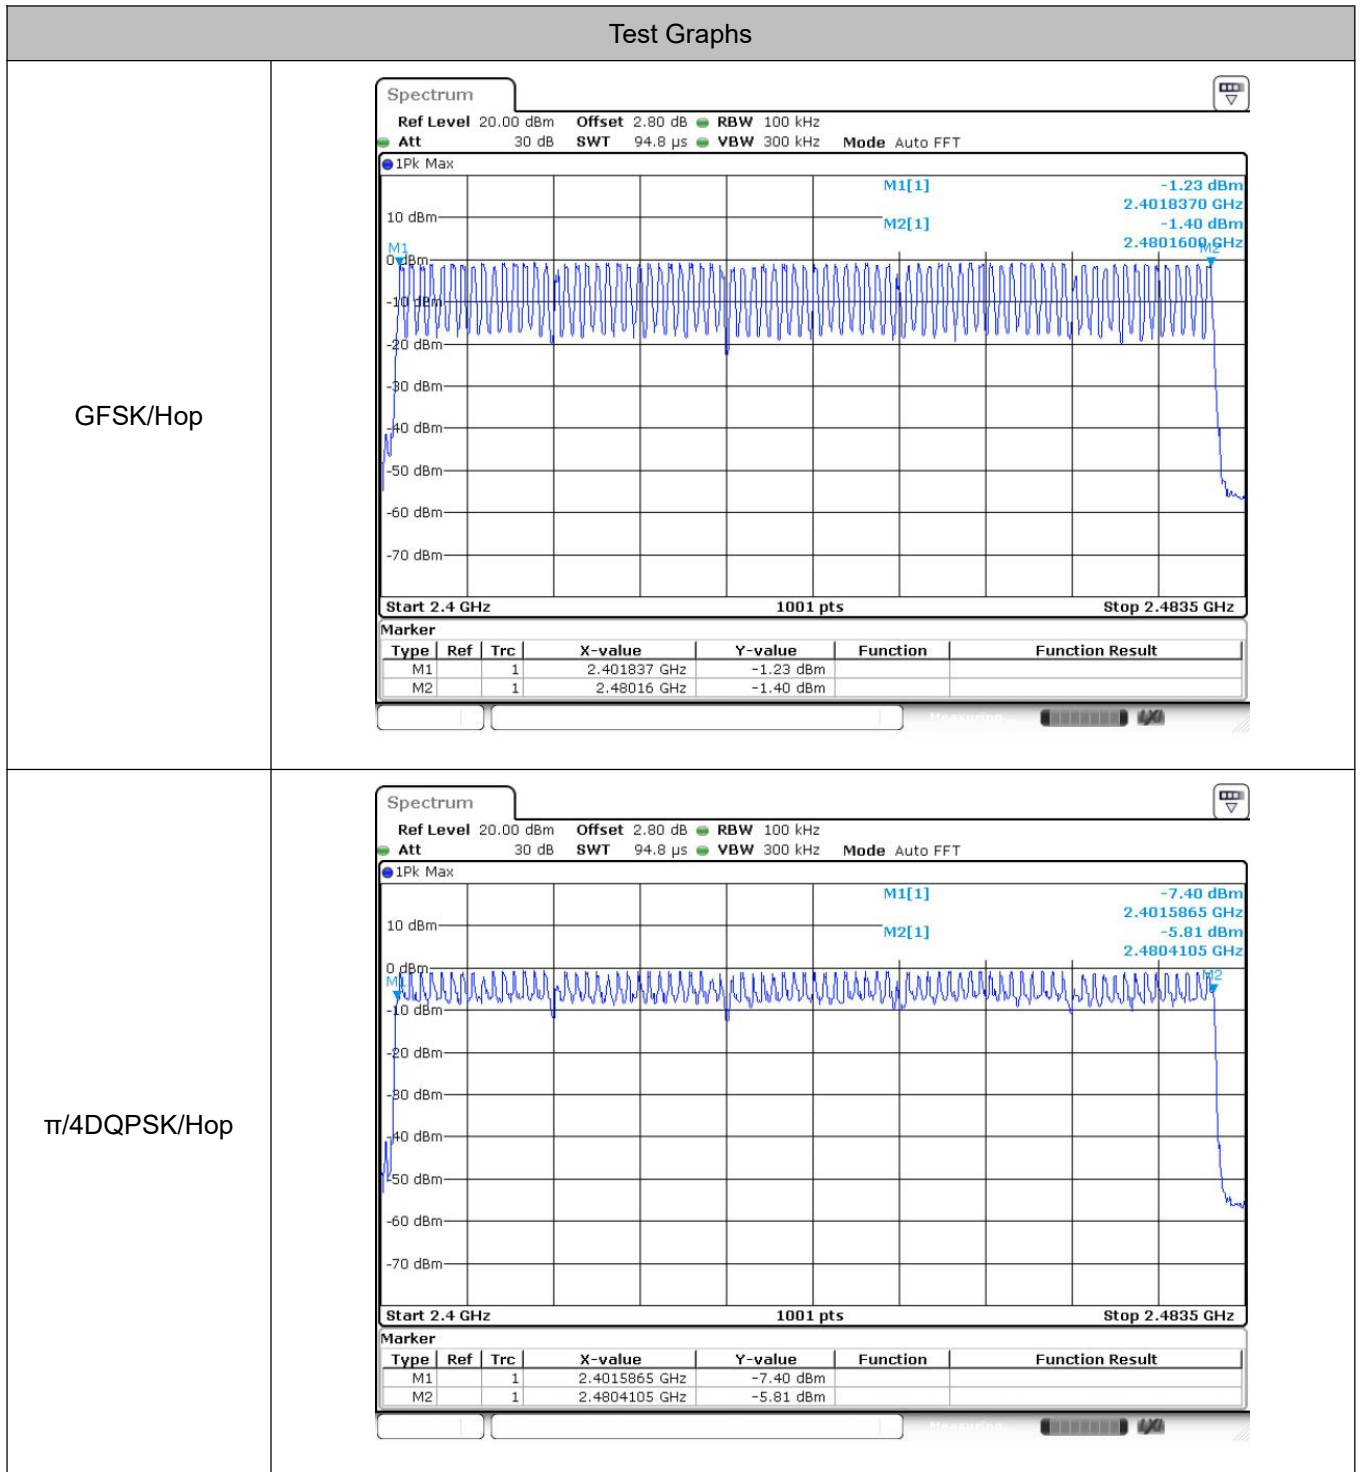 Test Graphs
GFSK/Hop
Spectrum
Ref Level 20.00 dBm Offset 2.80 dB RBW 100 kHz
Att 30 dB SWT 94.8 µs VBW 300 kHz Mode Auto FFT
1Pk Max
M1[1] -1.23 dBm
2.4018370 GHz
10 dBm
M2[1] -1.40 dBm
2.4801600 GHz
M1 M2
0 dBm
-10 dBm
-20 dBm
-30 dBm
-40 dBm
-50 dBm
-60 dBm
-70 dBm
Start 2.4 GHz 1001 pts Stop 2.4835 GHz
Marker
Type Ref Trc X-value Y-value Function Function Result
M1 1 2.401837 GHz -1.23 dBm
M2 1 2.48016 GHz -1.40 dBm
Measuring...
LXI
π/4DQPSK/Hop
Spectrum
Ref Level 20.00 dBm Offset 2.80 dB RBW 100 kHz
Att 30 dB SWT 94.8 µs VBW 300 kHz Mode Auto FFT
1Pk Max
M1[1] -7.40 dBm
2.4015865 GHz
10 dBm
M2[1] -5.81 dBm
2.4804105 GHz
0 dBm
M1 M2
-10 dBm
-20 dBm
-30 dBm
-40 dBm
-50 dBm
-60 dBm
-70 dBm
Start 2.4 GHz 1001 pts Stop 2.4835 GHz
Marker
Type Ref Trc X-value Y-value Function Function Result
M1 1 2.4015865 GHz -7.40 dBm
M2 1 2.4804105 GHz -5.81 dBm
Measuring...
LXI